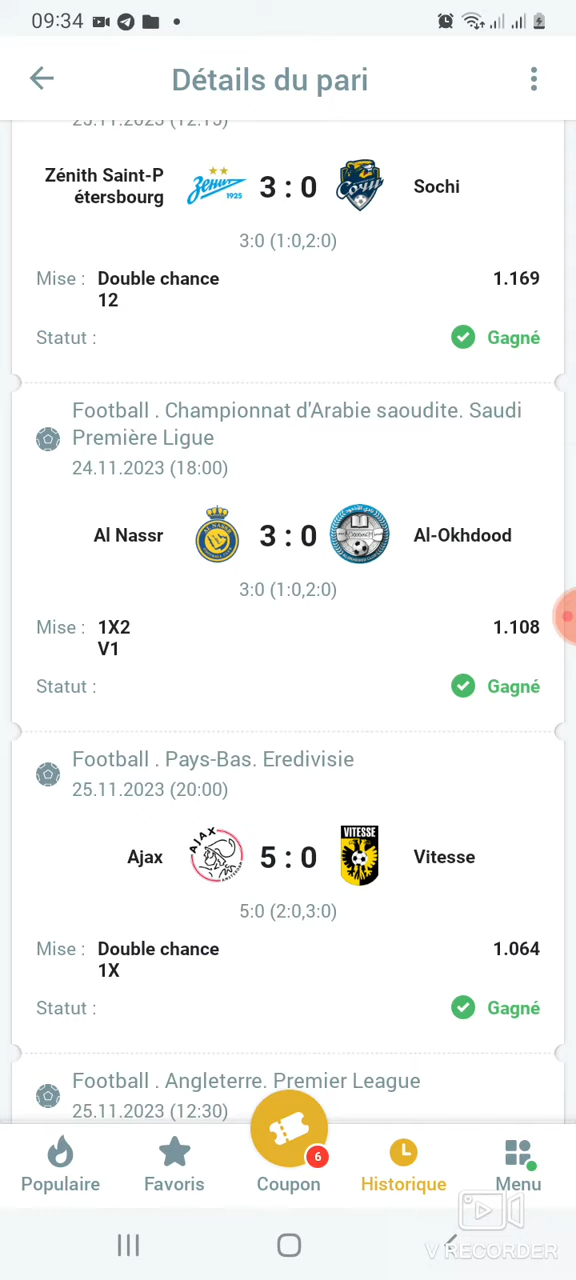 09:34
Détails du pari
25.11.2023 (12:15)
Zénith Saint-P
étersbourg
3 : 0
Sochi
3:0 (1:0,2:0)
Mise : Double chance 1.169
12
Statut : Gagné
Football . Championnat d'Arabie saoudite. Saudi
Première Ligue
24.11.2023 (18:00)
Al Nassr 3 : 0 Al-Okhdood
3:0 (1:0,2:0)
Mise : 1X2 1.108
V1
Statut : Gagné
Football . Pays-Bas. Eredivisie
25.11.2023 (20:00)
AJAX
VITESSE
Ajax 5 : 0 Vitesse
5:0 (2:0,3:0)
Mise : Double chance 1.064
1X
Statut : Gagné
Football . Angleterre. Premier League
25.11.2023 (12:30)
6
Populaire Favoris Coupon Historique Menu
V RECORDER